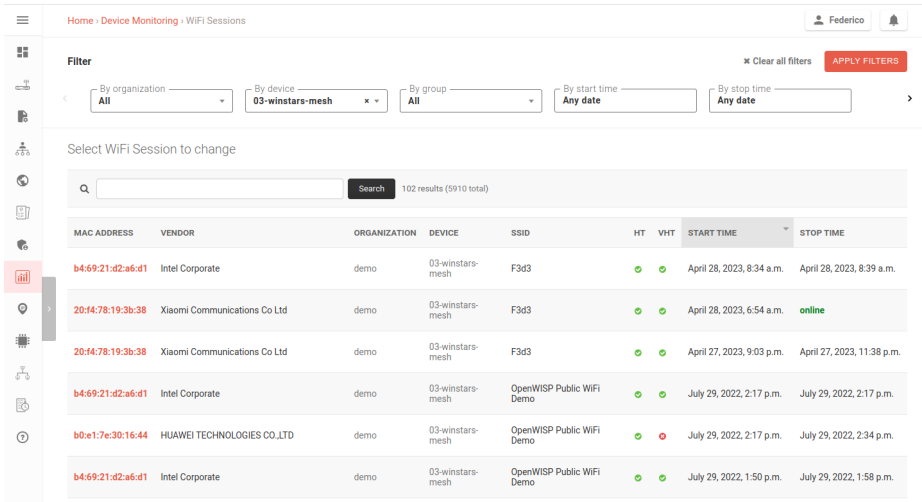 Home › Device Monitoring › WiFi Sessions
Federico
Filter
Clear all filters
APPLY FILTERS
By organization
All
By device
03-winstars-mesh
By group
All
By start time
Any date
By stop time
Any date
Select WiFi Session to change
Search 102 results (5910 total)
MAC ADDRESS VENDOR ORGANIZATION DEVICE SSID HT VHT START TIME STOP TIME
b4:69:21:d2:a6:d1 Intel Corporate demo 03-winstars-mesh F3d3 April 28, 2023, 8:34 a.m. April 28, 2023, 8:39 a.m.
20:f4:78:19:3b:38 Xiaomi Communications Co Ltd demo 03-winstars-mesh F3d3 April 28, 2023, 6:54 a.m. online
20:f4:78:19:3b:38 Xiaomi Communications Co Ltd demo 03-winstars-mesh F3d3 April 27, 2023, 9:03 p.m. April 27, 2023, 11:38 p.m.
b4:69:21:d2:a6:d1 Intel Corporate demo 03-winstars-mesh OpenWISP Public WiFi Demo July 29, 2022, 2:17 p.m. July 29, 2022, 2:17 p.m.
b0:e1:7e:30:16:44 HUAWEI TECHNOLOGIES CO.,LTD demo 03-winstars-mesh OpenWISP Public WiFi Demo July 29, 2022, 2:17 p.m. July 29, 2022, 2:34 p.m.
b4:69:21:d2:a6:d1 Intel Corporate demo 03-winstars-mesh OpenWISP Public WiFi Demo July 29, 2022, 1:50 p.m. July 29, 2022, 1:58 p.m.